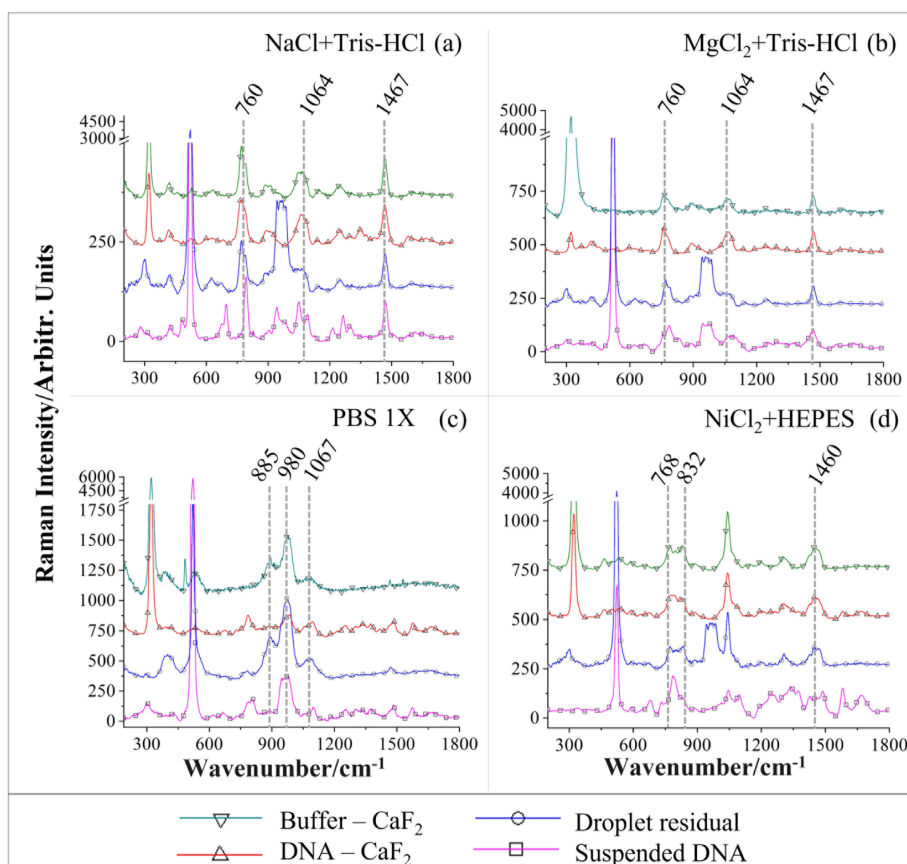 NaCl+Tris-HCl (a)
MgCl₂+Tris-HCl (b)
760 1064 1467
760 1064 1467
4500
3000
250
0
5000
4000
750
500
250
0
300 600 900 1200 1500 1800
300 600 900 1200 1500 1800
Raman Intensity/Arbitr. Units
PBS 1X (c)
NiCl₂+HEPES (d)
885 980 1067
768 832 1460
6000
4500
1750
1500
1250
1000
750
500
250
0
5000
4000
1000
750
500
250
0
300 600 900 1200 1500 1800
300 600 900 1200 1500 1800
Wavenumber/cm⁻¹
Wavenumber/cm⁻¹
Buffer – CaF₂
Droplet residual
DNA – CaF₂
Suspended DNA